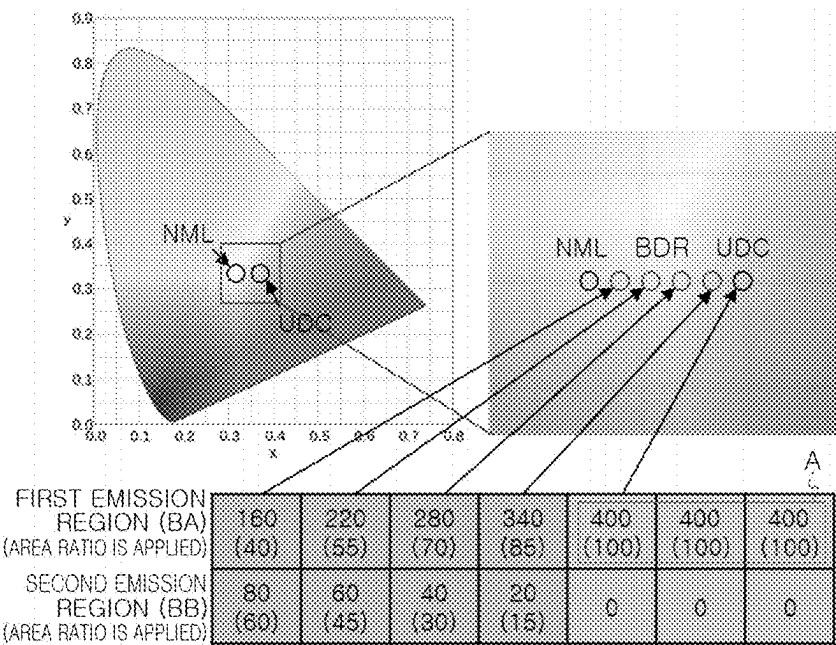 0.9
0.8
0.7
0.6
0.5
0.4
0.3
0.2
0.1
0.0
y
0.0 0.1 0.2 0.3 0.4 0.5 0.6 0.7 0.8
x
NML
UDC
NML BDR UDC
A
FIRST EMISSION REGION (BA) (AREA RATIO IS APPLIED)
160 220 280 340 400 400 400
(40) (55) (70) (85) (100) (100) (100)
SECOND EMISSION REGION (BB) (AREA RATIO IS APPLIED)
80 60 40 20 0 0 0
(60) (45) (30) (15)